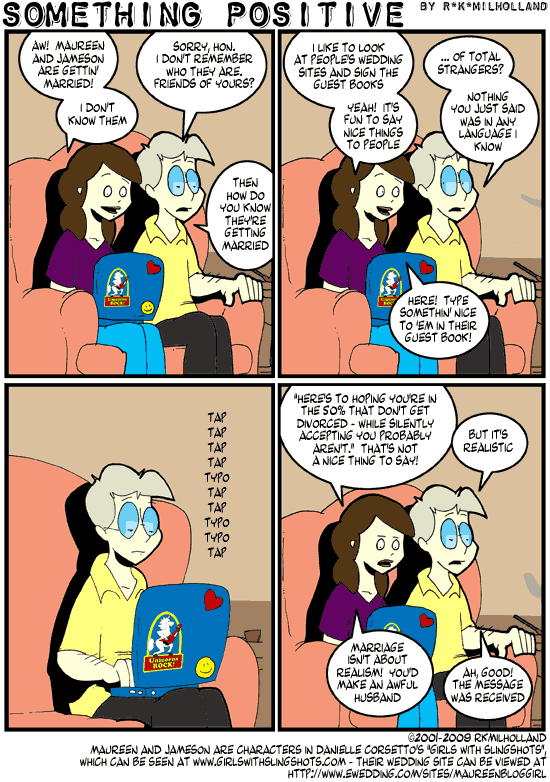 SOMETHING POSITIVE BY R*K*MILHOLLAND
AW! MAUREEN
AND JAMESON
ARE GETTIN'
MARRIED!
SORRY, HON.
I DON'T REMEMBER
WHO THEY ARE.
FRIENDS OF YOURS?
I DON'T
KNOW THEM
THEN
HOW DO
YOU KNOW
THEY'RE
GETTING
MARRIED
Unicorns
ROCK!
I LIKE TO LOOK
AT PEOPLE'S WEDDING
SITES AND SIGN THE
GUEST BOOKS
... OF TOTAL
STRANGERS?
YEAH! IT'S
FUN TO SAY
NICE THINGS
TO PEOPLE
NOTHING
YOU JUST SAID
WAS IN ANY
LANGUAGE I
KNOW
HERE! TYPE
SOMETHIN' NICE
TO 'EM IN THEIR
GUEST BOOK!
TAP
TAP
TAP
TAP
TYPO
TAP
TAP
TYPO
TYPO
TAP
Unicorns
ROCK!
"HERE'S TO HOPING YOU'RE IN
THE 50% THAT DON'T GET
DIVORCED - WHILE SILENTLY
ACCEPTING YOU PROBABLY
AREN'T." THAT'S NOT
A NICE THING TO SAY!
BUT IT'S
REALISTIC
MARRIAGE
ISN'T ABOUT
REALISM! YOU'D
MAKE AN AWFUL
HUSBAND
AH, GOOD!
THE MESSAGE
WAS RECEIVED
©2001-2009 RKMILHOLLAND
MAUREEN AND JAMESON ARE CHARACTERS IN DANIELLE CORSETTO'S "GIRLS WITH SLINGSHOTS",
WHICH CAN BE SEEN AT WWW.GIRLSWITHSLINGSHOTS.COM - THEIR WEDDING SITE CAN BE VIEWED AT
HTTP://WWW.EWEDDING.COM/SITES/MAUREENBLOGGIRL